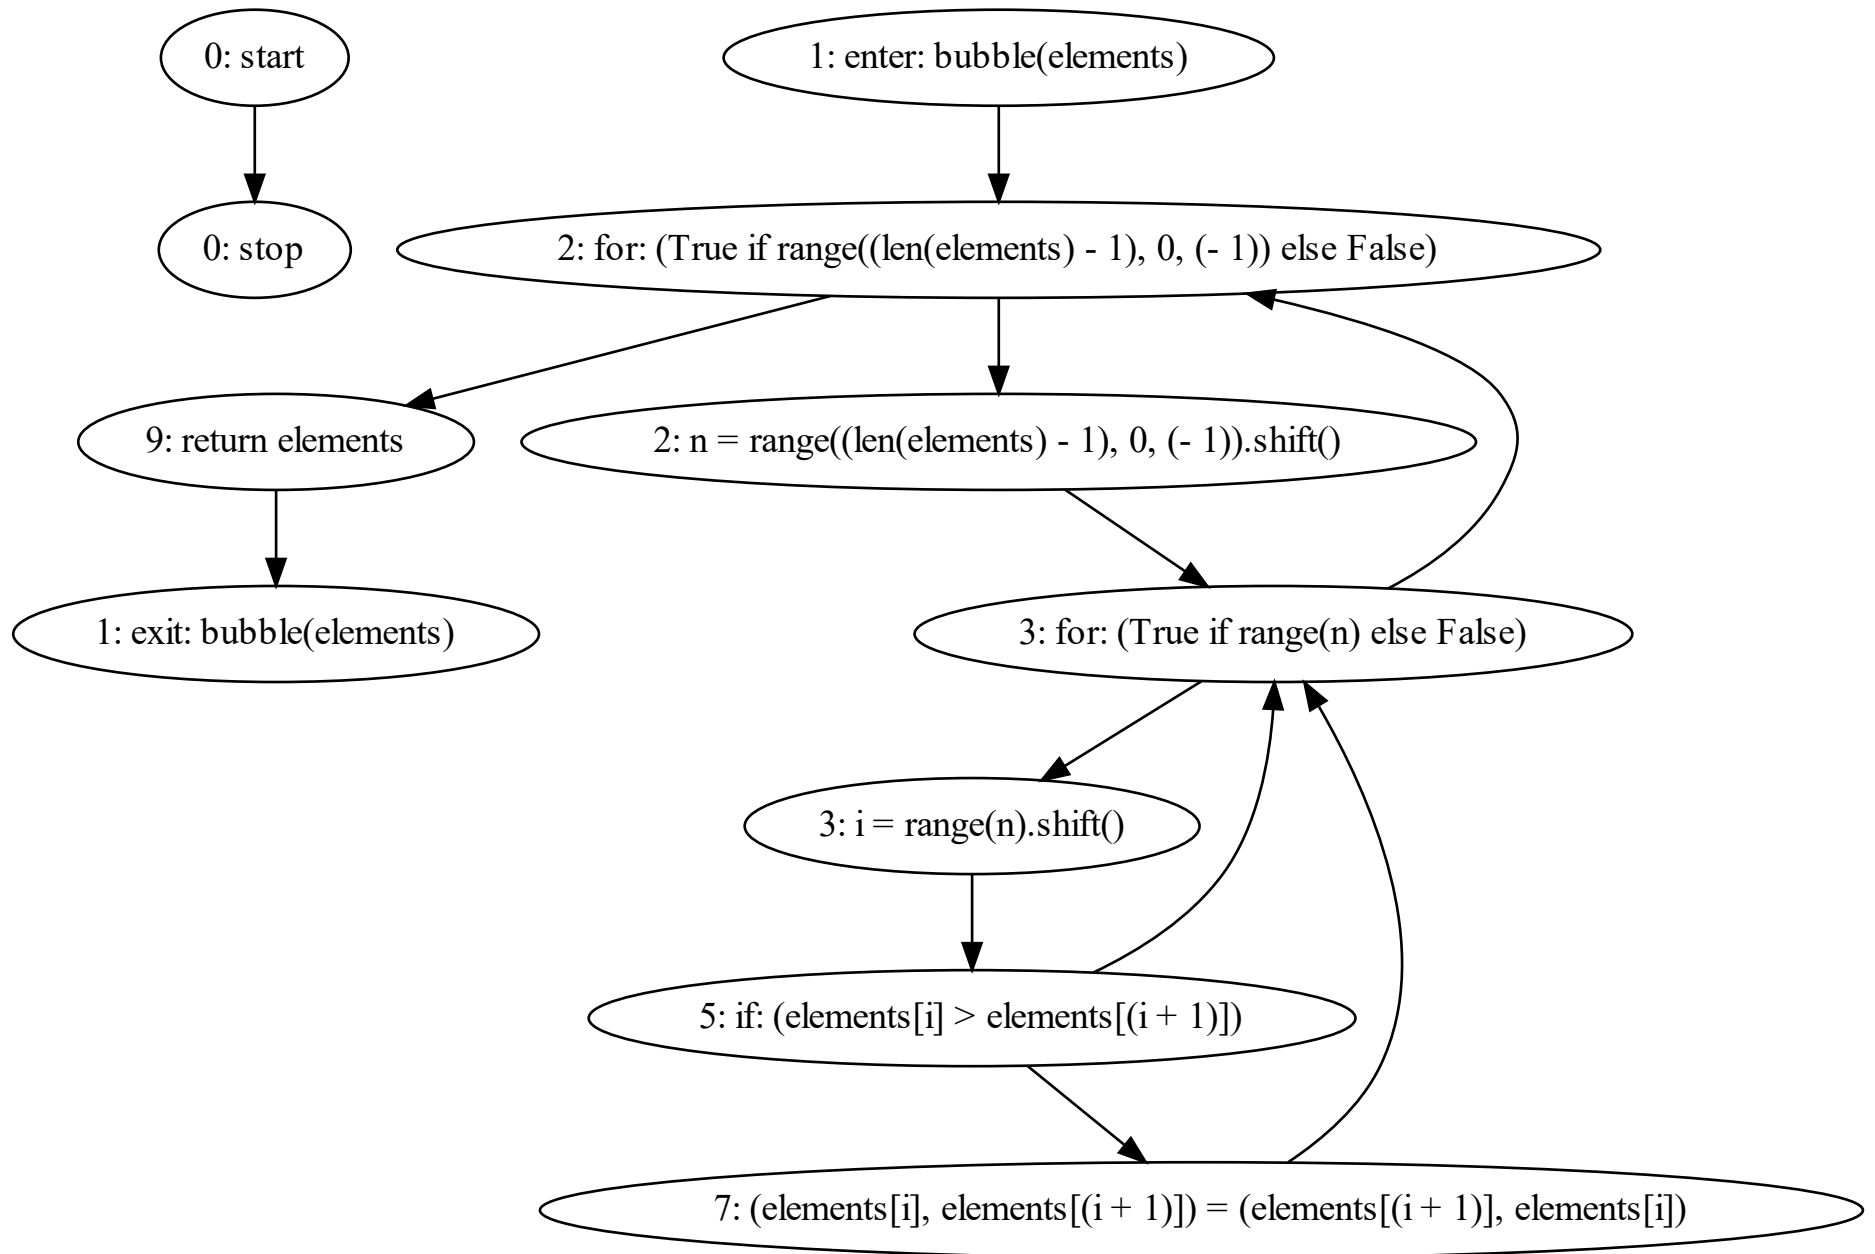 0: start
1: enter: bubble(elements)
0: stop
2: for: (True if range((len(elements) - 1), 0, (- 1)) else False)
9: return elements
2: n = range((len(elements) - 1), 0, (- 1)).shift()
1: exit: bubble(elements)
3: for: (True if range(n) else False)
3: i = range(n).shift()
5: if: (elements[i] > elements[(i + 1)])
7: (elements[i], elements[(i + 1)]) = (elements[(i + 1)], elements[i])